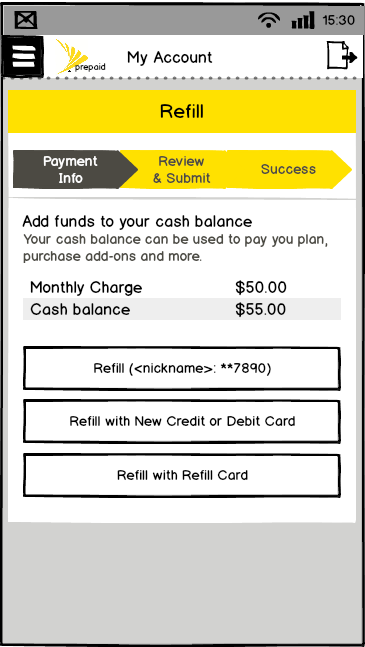 15:30
prepaid
My Account
Refill
Payment
Info
Review
& Submit
Success
Add funds to your cash balance
Your cash balance can be used to pay you plan,
purchase add-ons and more.
Monthly Charge $50.00
Cash balance $55.00
Refill (<nickname>: **7890)
Refill with New Credit or Debit Card
Refill with Refill Card